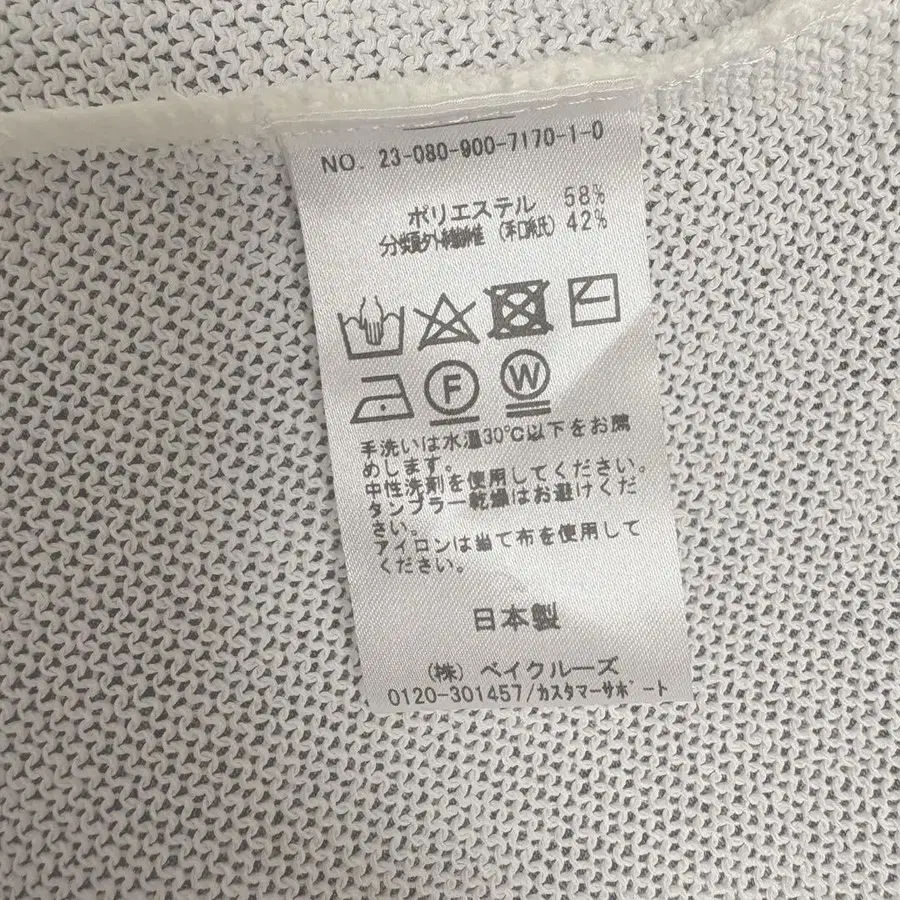 NO. 23-080-900-7170-1-0
ポリエステル 58%
分類外繊維 (和紙) 42%
F W
手洗いは水温30℃以下をお薦
めします。
中性洗剤を使用してください。
タンブラー乾燥はお避けくだ
さい。
アイロンは当て布を使用して
ください。
日本製
(株) ベイクルーズ
0120-301457/カスタマーサポート